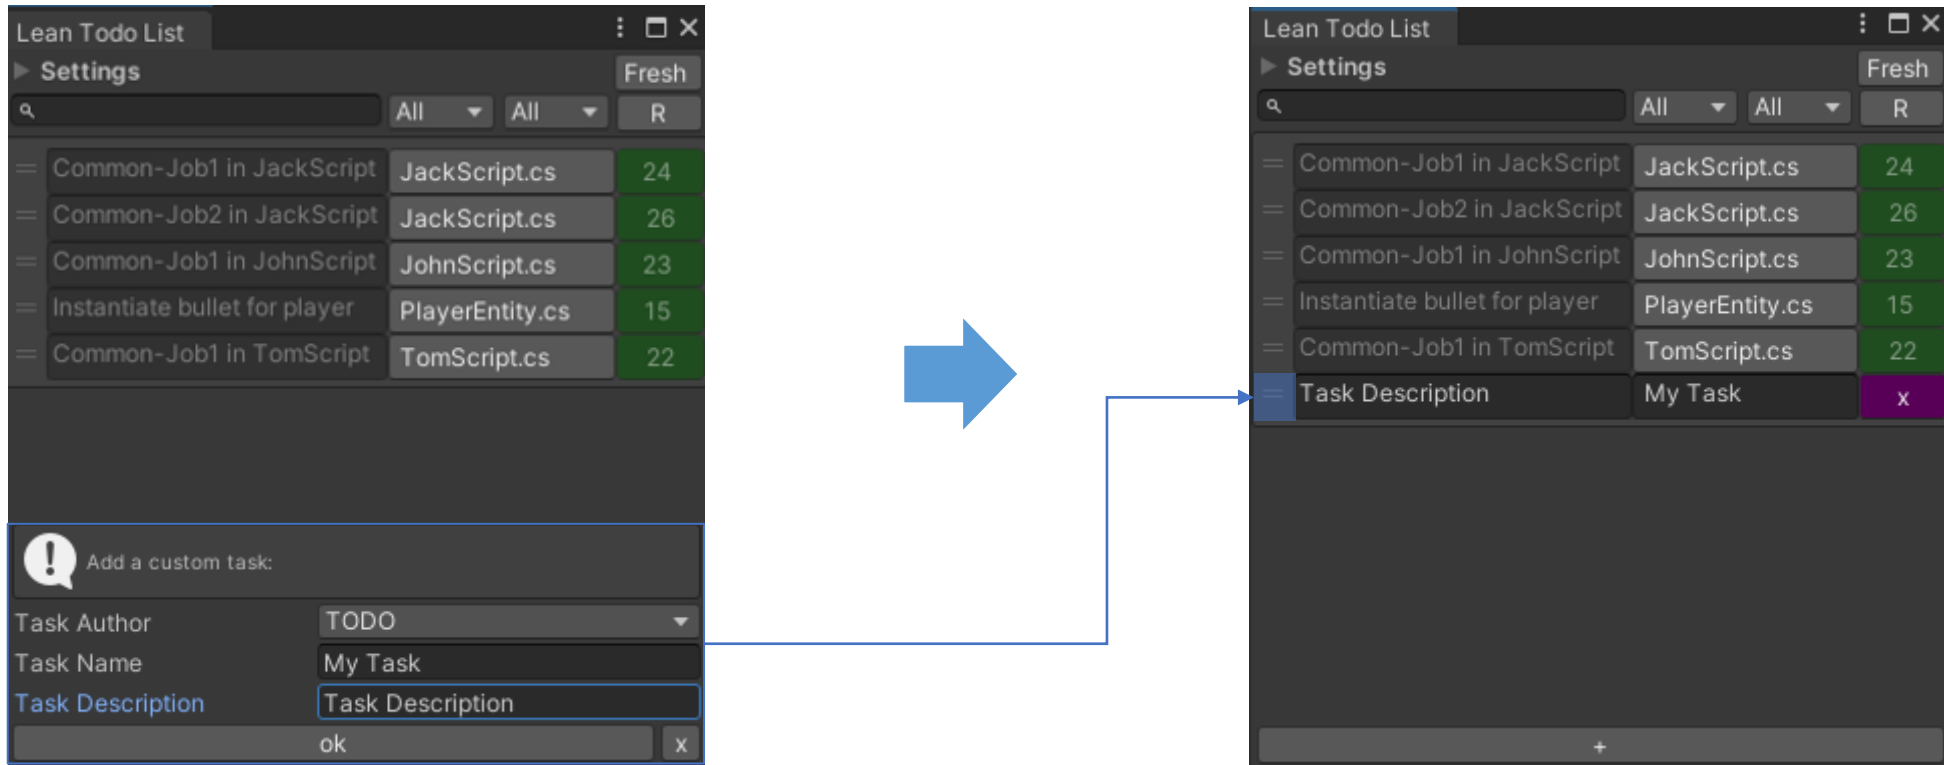 Lean Todo List
Settings
Fresh
All
All
R
Common-Job1 in JackScript JackScript.cs 24
Common-Job2 in JackScript JackScript.cs 26
Common-Job1 in JohnScript JohnScript.cs 23
Instantiate bullet for player PlayerEntity.cs 15
Common-Job1 in TomScript TomScript.cs 22
Add a custom task:
Task Author TODO
Task Name My Task
Task Description Task Description
ok x
Lean Todo List
Settings
Fresh
All
All
R
Common-Job1 in JackScript JackScript.cs 24
Common-Job2 in JackScript JackScript.cs 26
Common-Job1 in JohnScript JohnScript.cs 23
Instantiate bullet for player PlayerEntity.cs 15
Common-Job1 in TomScript TomScript.cs 22
Task Description My Task x
+